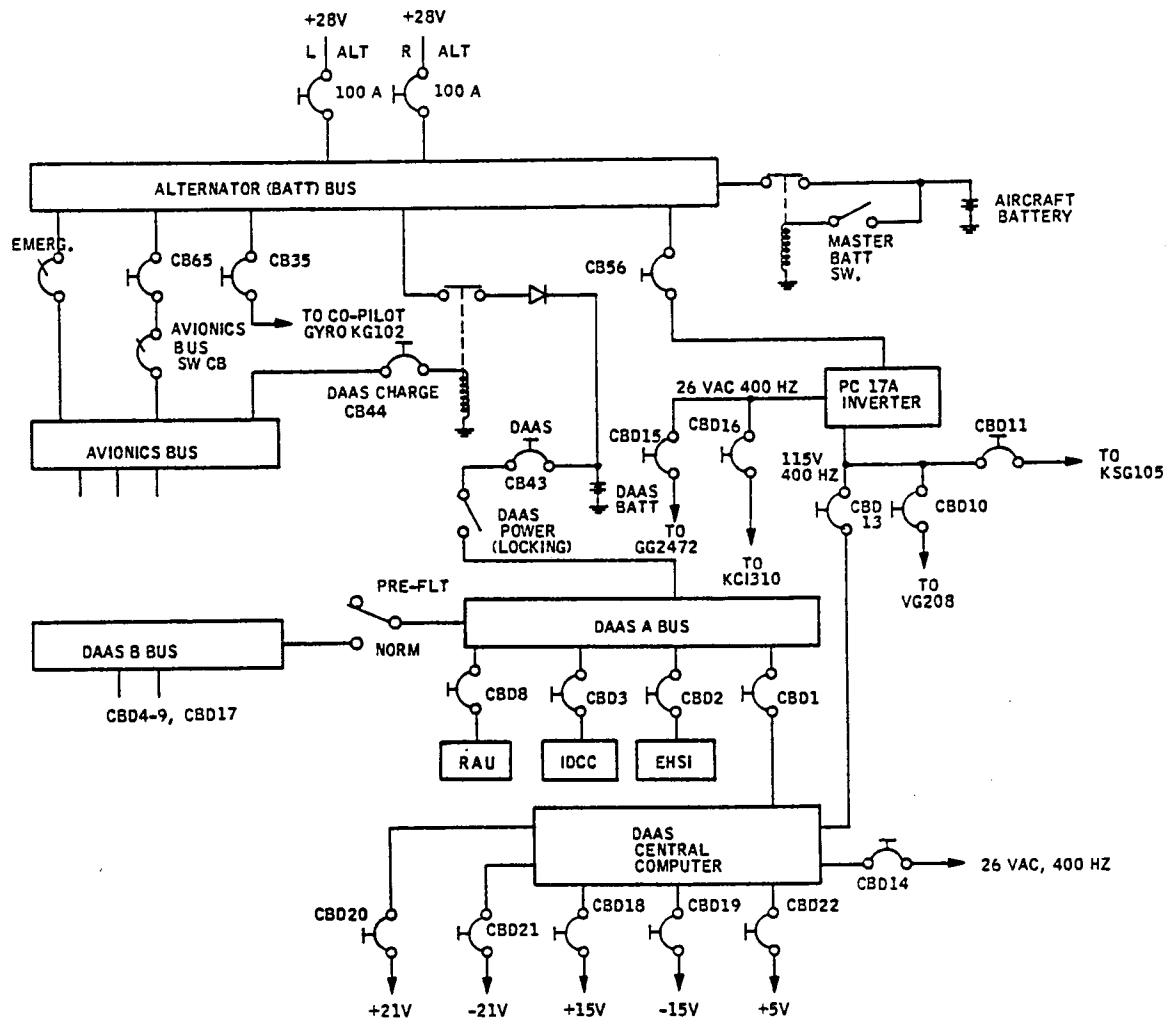 +28V
+28V
L ALT
R ALT
100 A
100 A
ALTERNATOR (BATT) BUS
AIRCRAFT
BATTERY
MASTER
BATT
SW.
EMERG.
CB65
CB35
CB56
TO CO-PILOT
GYRO KG102
AVIONICS
BUS
SW CB
DAAS CHARGE
CB44
26 VAC 400 HZ
PC 17A
INVERTER
AVIONICS BUS
DAAS
CB43
CBD15
CBD16
CBD11
TO
KSG105
115V
400 HZ
DAAS
BATT
CBD
13
CBD10
DAAS
POWER
(LOCKING)
TO
GG2472
TO
KCI310
TO
VG208
PRE-FLT
NORM
DAAS A BUS
DAAS B BUS
CBD4-9, CBD17
CBD8
CBD3
CBD2
CBD1
RAU
IDCC
EHSI
DAAS
CENTRAL
COMPUTER
CBD14
26 VAC, 400 HZ
CBD20
CBD21
CBD18
CBD19
CBD22
+21V
-21V
+15V
-15V
+5V